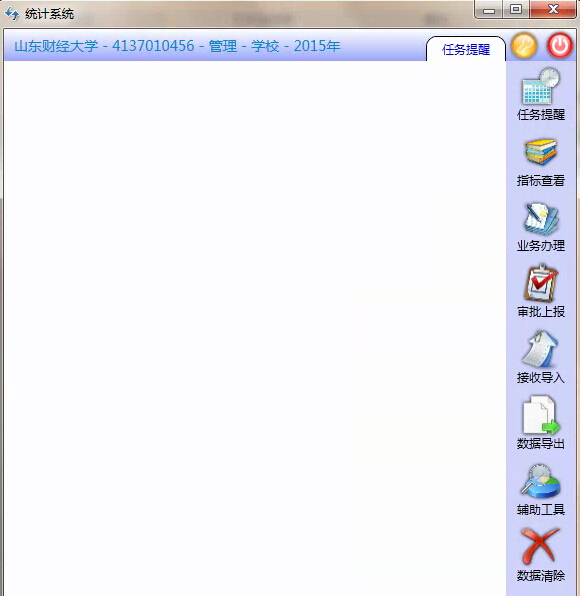 统计系统
山东财经大学 - 4137010456 - 管理 - 学校 - 2015年
任务提醒
任务提醒
指标查看
业务办理
审批上报
接收导入
数据导出
辅助工具
数据清除